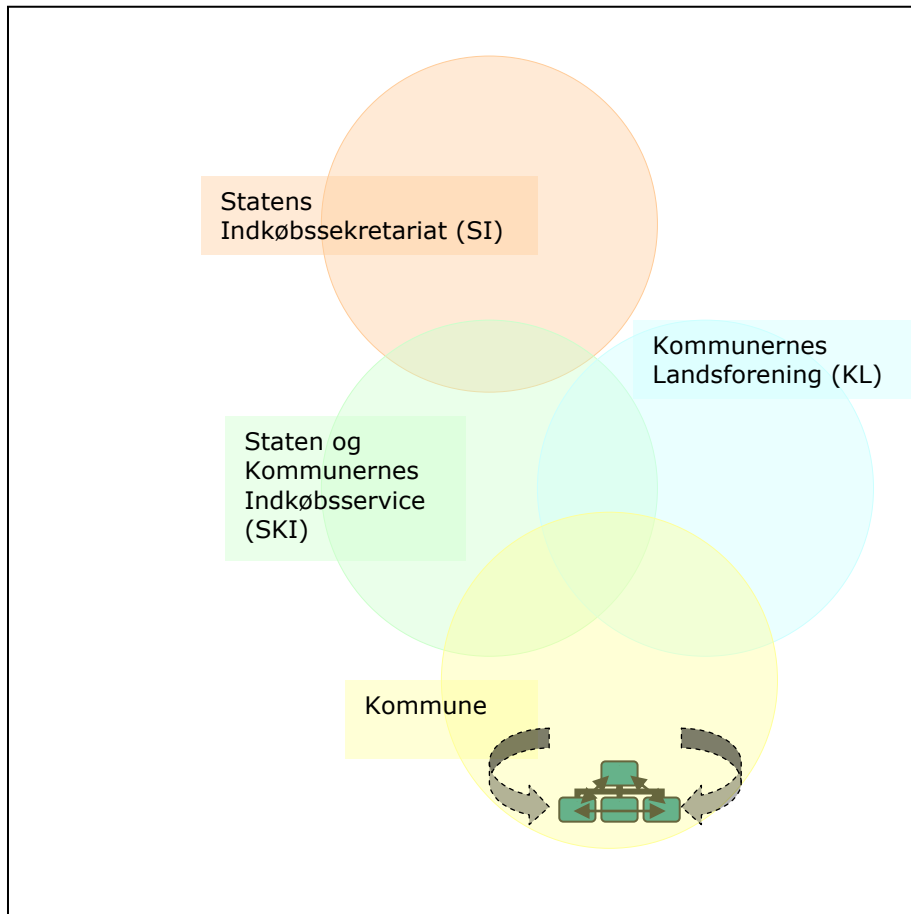 Statens
Indkøbssekretariat (SI)
Kommunernes
Landsforening (KL)
Staten og
Kommunernes
Indkøbsservice
(SKI)
Kommune